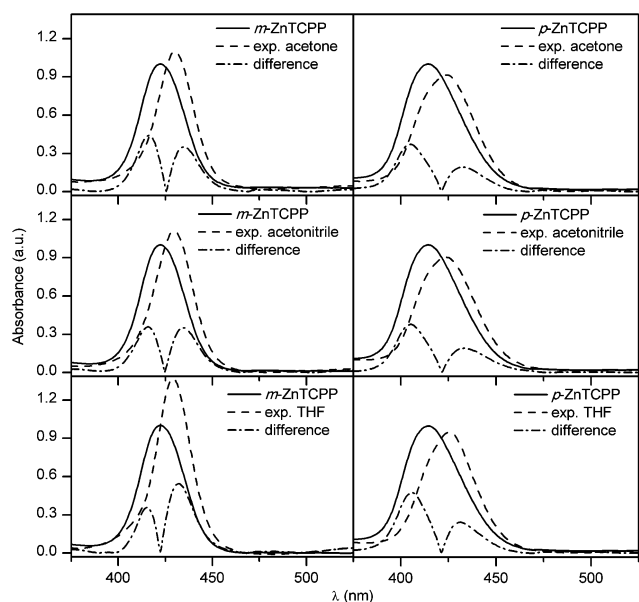 m-ZnTCPP
exp. acetone
difference
p-ZnTCPP
exp. acetone
difference
1.2
0.9
0.6
0.3
0.0
m-ZnTCPP
exp. acetonitrile
difference
p-ZnTCPP
exp. acetonitrile
difference
1.2
0.9
0.6
0.3
0.0
Absorbance (a.u.)
m-ZnTCPP
exp. THF
difference
p-ZnTCPP
exp. THF
difference
1.2
0.9
0.6
0.3
0.0
400 450 500 400 450 500
λ (nm)